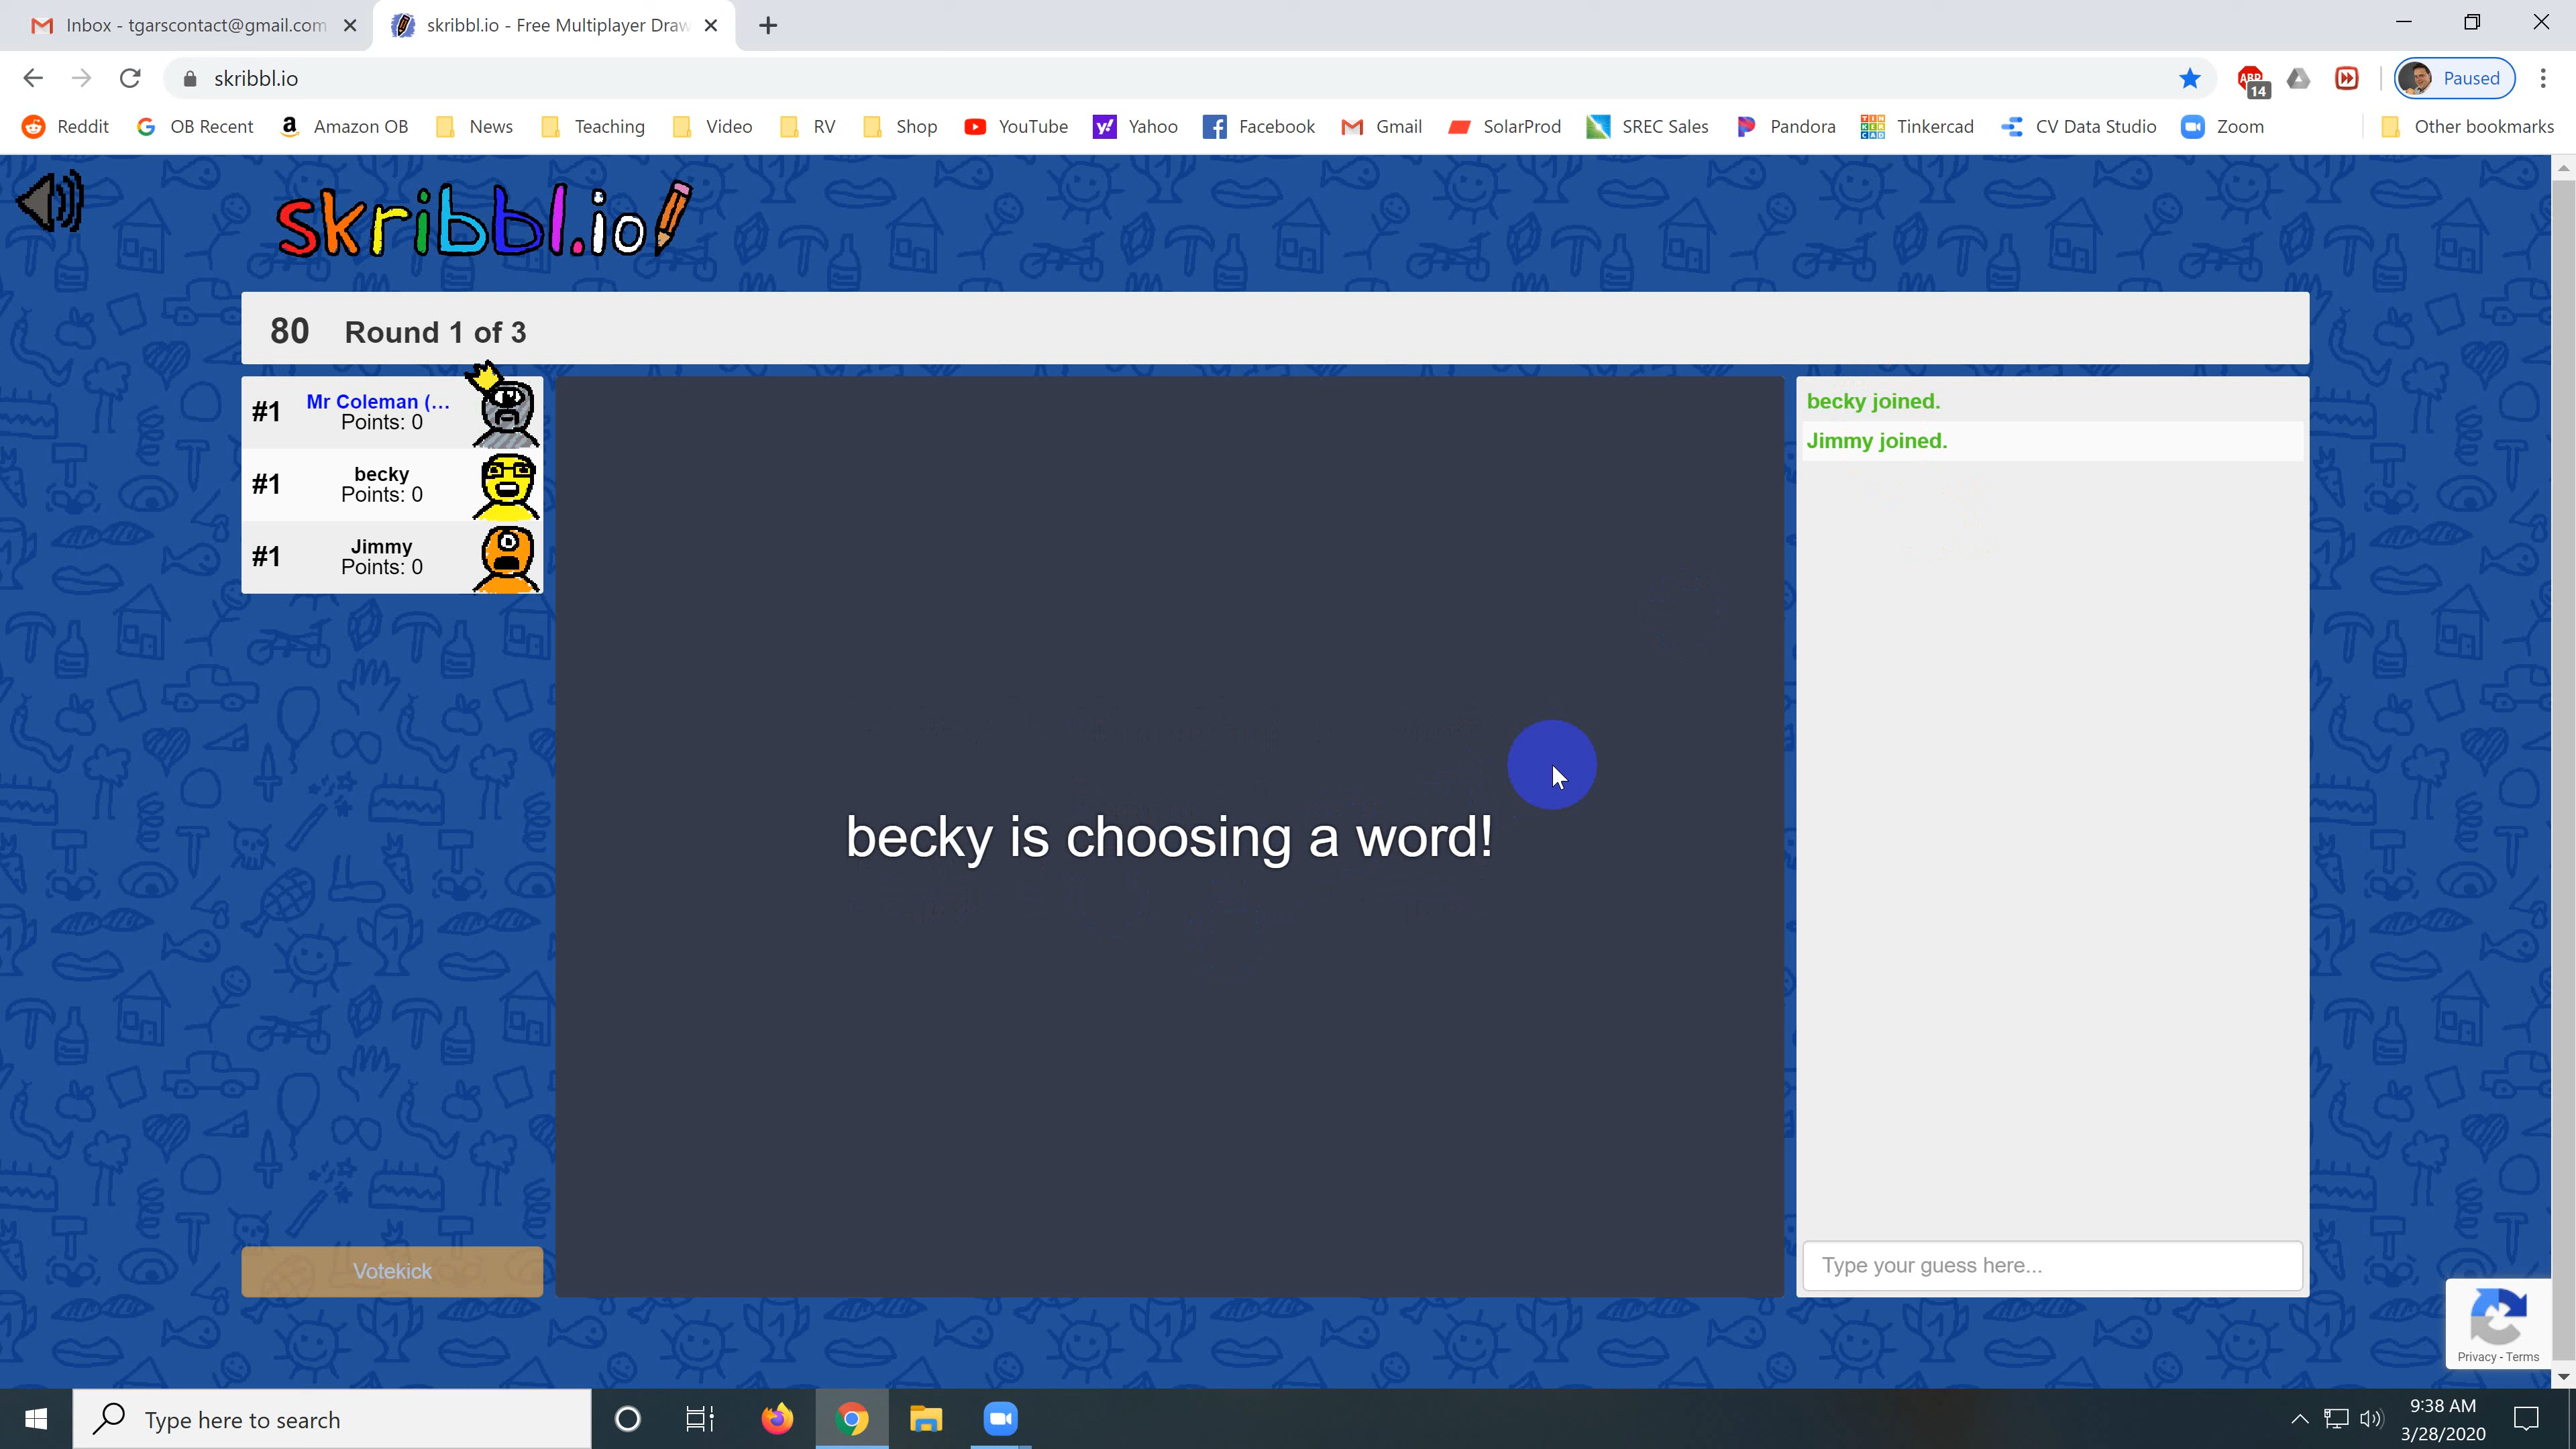 Inbox - tgarscontact@gmail.com
skribbl.io - Free Multiplayer Draw
skribbl.io
ABP
14
Paused
Reddit
OB Recent
Amazon OB
News
Teaching
Video
RV
Shop
YouTube
Yahoo
Facebook
Gmail
SolarProd
SREC Sales
Pandora
Tinkercad
CV Data Studio
Zoom
Other bookmarks
skribbl.io
80 Round 1 of 3
#1 Mr Coleman (...
Points: 0
#1 becky
Points: 0
#1 Jimmy
Points: 0
becky joined.
Jimmy joined.
becky is choosing a word!
Votekick
Type your guess here...
Privacy - Terms
Type here to search
9:38 AM
3/28/2020